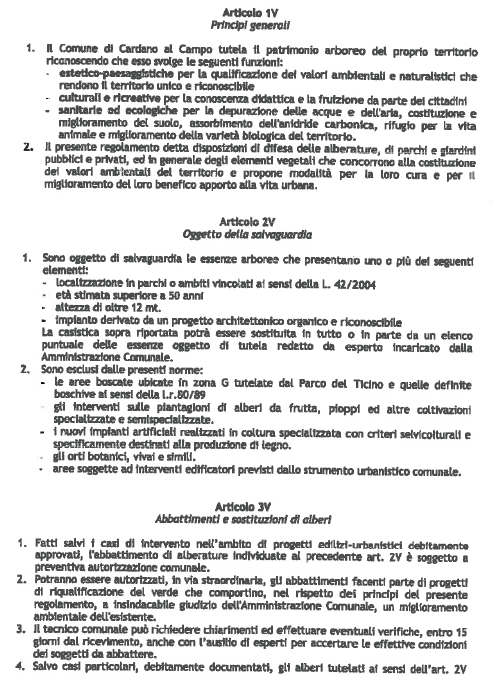 Articolo 1V
Principi generali
1. Il Comune di Cardano al Campo tutela il patrimonio arboreo del proprio territorio
riconoscendo che esso svolge le seguenti funzioni:
- estetico-paesaggistiche per la qualificazione dei valori ambientali e naturalistici che
rendono il territorio unico e riconoscibile
- culturali e ricreative per la conoscenza didattica e la fruizione da parte dei cittadini
- sanitarie ed ecologiche per la depurazione delle acque e dell'aria, costituzione e
miglioramento del suolo, assorbimento dell'anidride carbonica, rifugio per la vita
animale e miglioramento della varietà biologica del territorio.
2. Il presente regolamento detta disposizioni di difesa delle alberature, di parchi e giardini
pubblici e privati, ed in generale degli elementi vegetali che concorrono alla costituzione
dei valori ambientali del territorio e propone modalità per la loro cura e per il
miglioramento del loro benefico apporto alla vita urbana.
Articolo 2V
Oggetto della salvaguardia
1. Sono oggetto di salvaguardia le essenze arboree che presentano uno o più dei seguenti
elementi:
- localizzazione in parchi o ambiti vincolati ai sensi della L. 42/2004
- età stimata superiore a 50 anni
- altezza di oltre 12 mt.
- impianto derivato da un progetto architettonico organico e riconoscibile
La casistica sopra riportata potrà essere sostituita in tutto o in parte da un elenco
puntuale delle essenze oggetto di tutela redatto da esperto incaricato dalla
Amministrazione Comunale.
2. Sono esclusi dalle presenti norme:
- le aree boscate ubicate in zona G tutelate dal Parco del Ticino e quelle definite
boschive ai sensi della l.r.80/89
- gli interventi sulle plantagioni di alberi da frutta, pioppi ed altre coltivazioni
specializzate e semispecializzate.
- i nuovi impianti artificiali realizzati in coltura specializzata con criteri selvicolturali e
specificamente destinati alla produzione di legno.
- gli orti botanici, vivai e simili.
- aree soggette ad interventi edificatori previsti dallo strumento urbanistico comunale.
Articolo 3V
Abbattimenti e sostituzioni di alberi
1. Fatti salvi i casi di intervento nell'ambito di progetti edilizi-urbanistici debitamente
approvati, l'abbattimento di alberature individuate al precedente art. 2V è soggetto a
preventiva autorizzazione comunale.
2. Potranno essere autorizzati, in via straordinaria, gli abbattimenti facenti parte di progetti
di riqualificazione del verde che comportino, nel rispetto dei principi del presente
regolamento, a insindacabile giudizio dell'Amministrazione Comunale, un miglioramento
ambientale dell'esistente.
3. Il tecnico comunale può richiedere chiarimenti ed effettuare eventuali verifiche, entro 15
giorni dal ricevimento, anche con l'ausilio di esperti per accertare le effettive condizioni
dei soggetti da abbattere.
4. Salvo casi particolari, debitamente documentati, gli alberi tutelati ai sensi dell'art. 2V